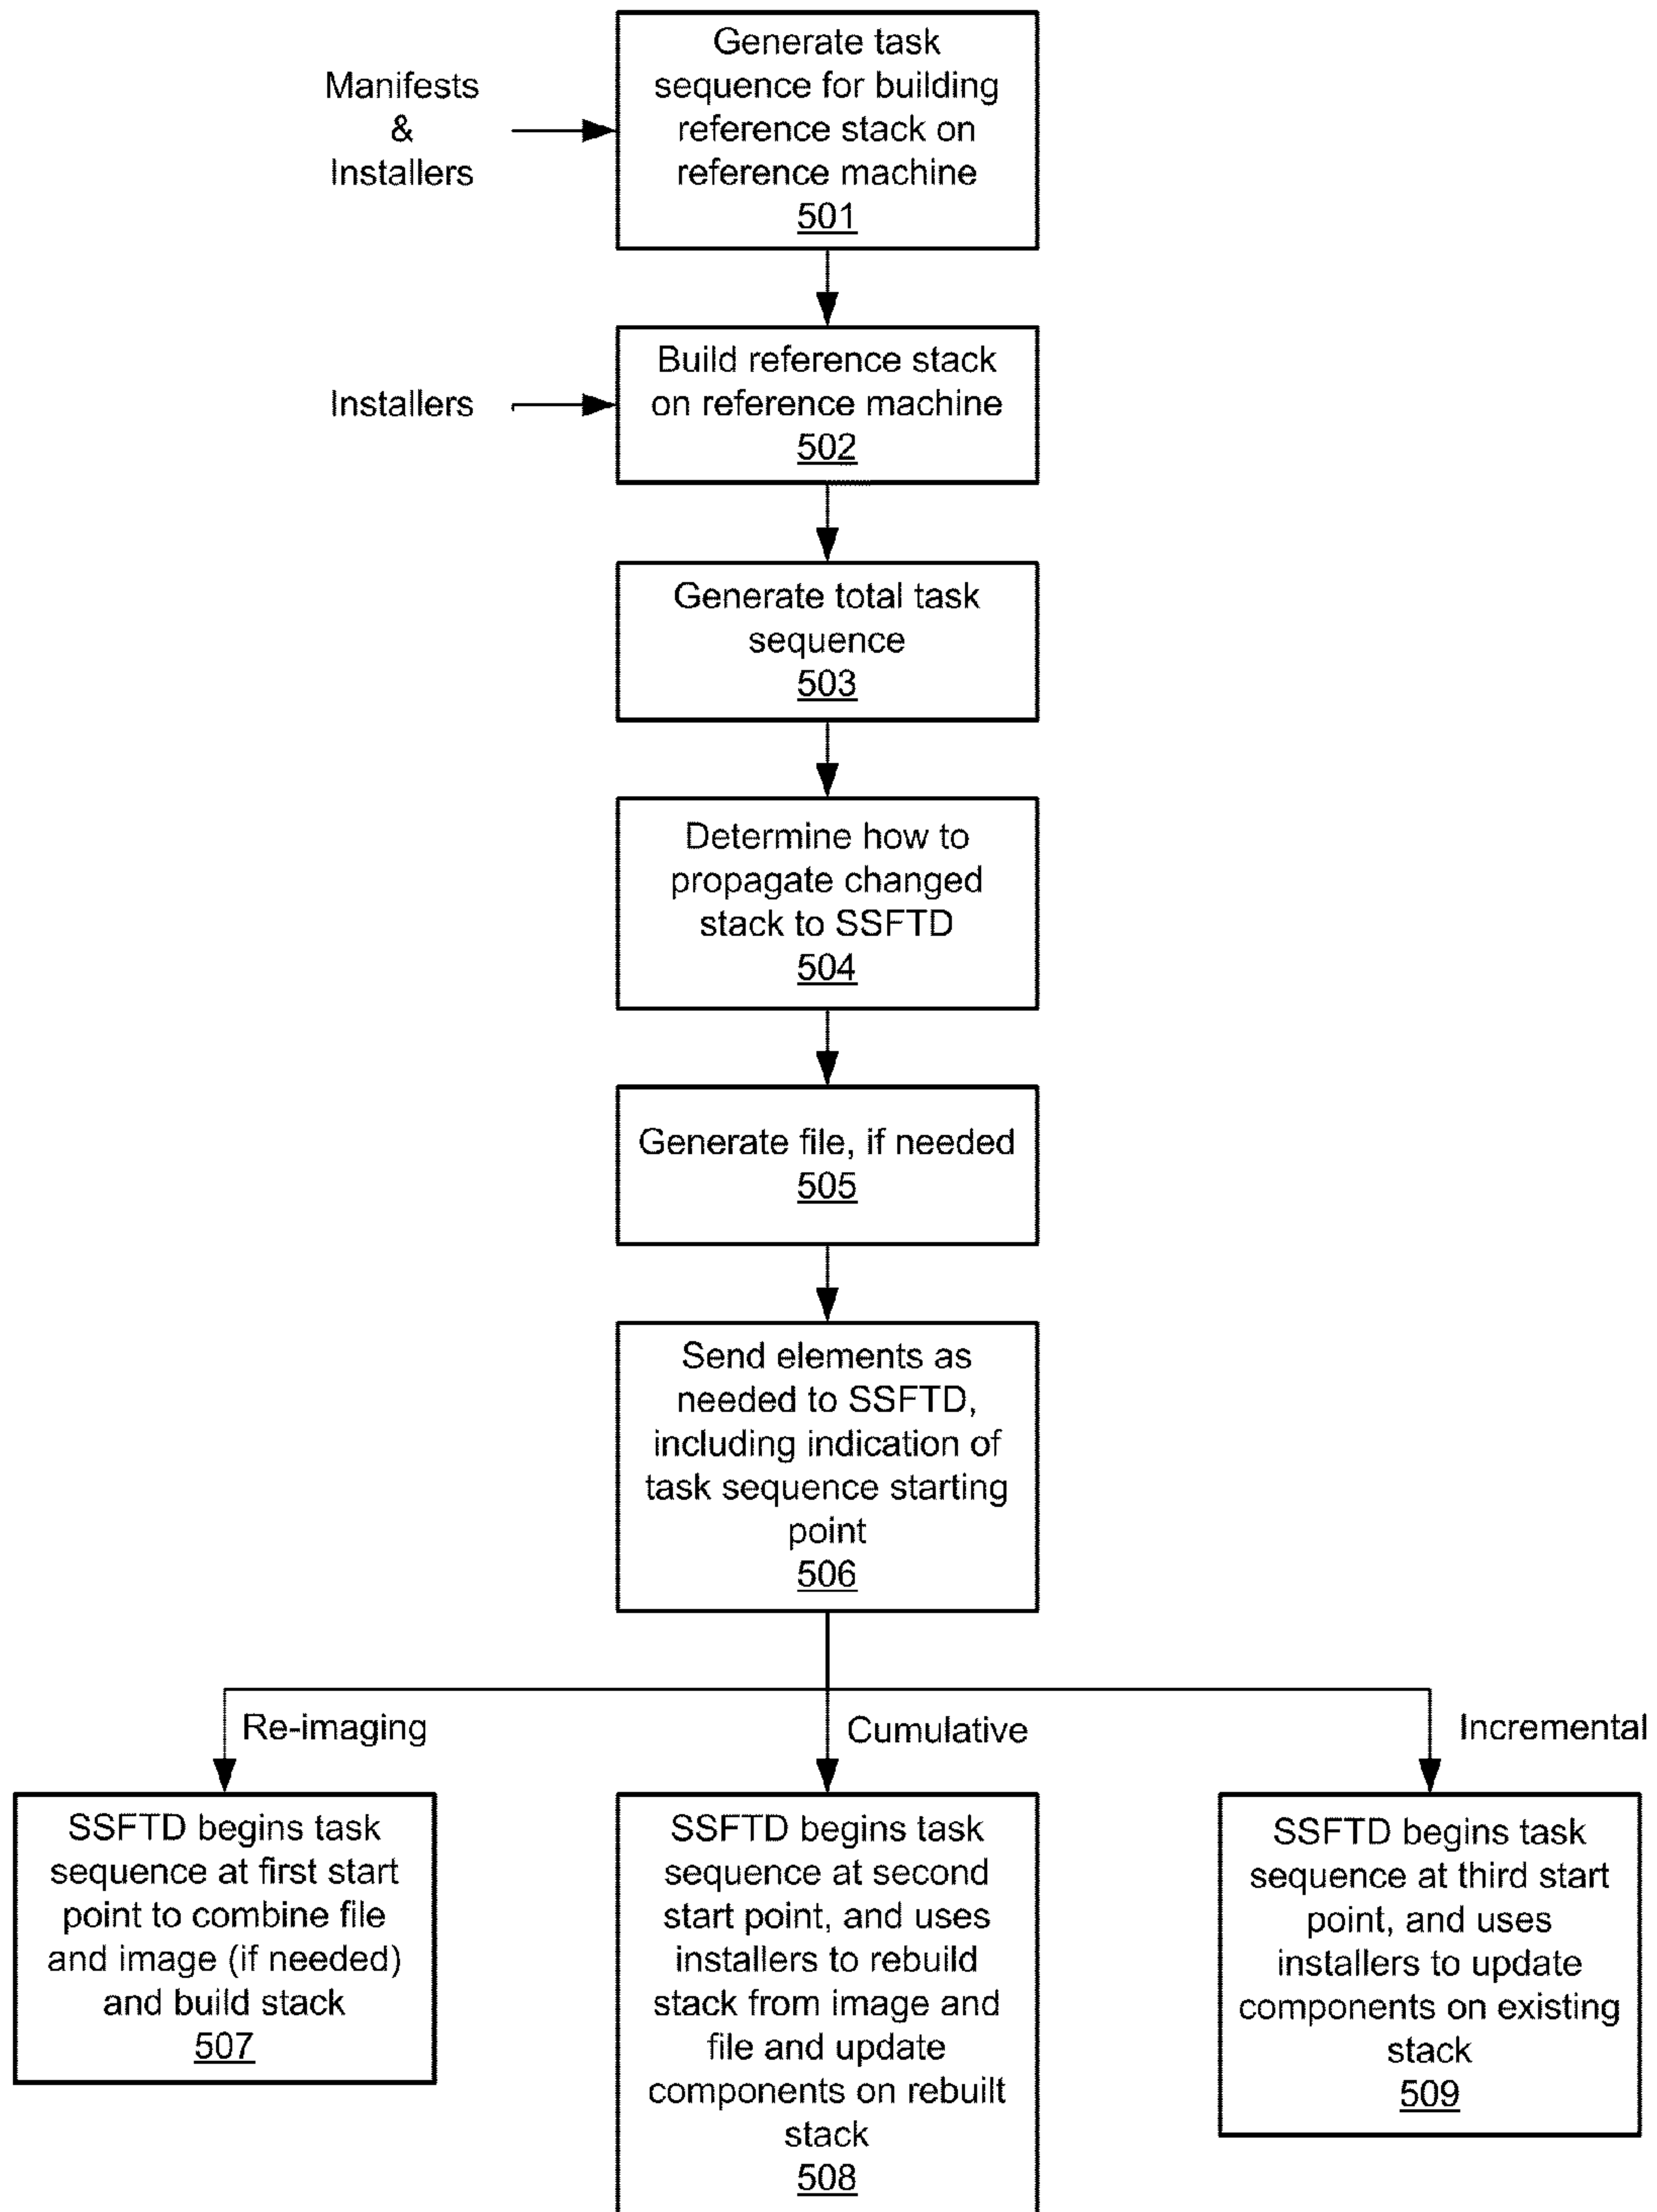 Manifests
&
Installers
Generate task
sequence for building
reference stack on
reference machine
501
Installers
Build reference stack
on reference machine
502
Generate total task
sequence
503
Determine how to
propagate changed
stack to SSFTD
504
Generate file, if needed
505
Send elements as
needed to SSFTD,
including indication of
task sequence starting
point
506
Re-imaging
Cumulative
Incremental
SSFTD begins task
sequence at first start
point to combine file
and image (if needed)
and build stack
507
SSFTD begins task
sequence at second
start point, and uses
installers to rebuild
stack from image and
file and update
components on rebuilt
stack
508
SSFTD begins task
sequence at third start
point, and uses
installers to update
components on existing
stack
509